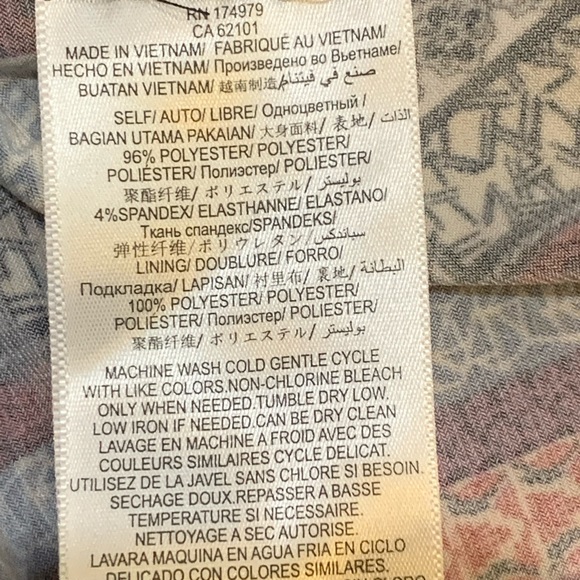 RN 174979
CA 62101
MADE IN VIETNAM/ FABRIQUÉ AU VIETNAM/
HECHO EN VIETNAM/ Произведено во Вьетнаме/
BUATAN VIETNAM/ 越南制造/ صنع في فيتنام
SELF/ AUTO/ LIBRE/ Одноцветный /
BAGIAN UTAMA PAKAIAN/ 大身面料/ 表地/ الذات
96% POLYESTER/ POLYESTER/
POLIÉSTER/ Полиэстер/ POLIESTER/
聚酯纤维/ ポリエステル/ بوليستر
4%SPANDEX/ ELASTHANNE/ ELASTANO/
Ткань спандекс/SPANDEKS/
弹性纤维/ポリウレタン/ سباندكس
LINING/ DOUBLURE/ FORRO/
Подкладка/ LAPISAN/ 衬里布/ 裏地/ البطانة
100% POLYESTER/ POLYESTER/
POLIÉSTER/ Полиэстер/ POLIESTER/
聚酯纤维/ ポリエステル/ بوليستر
MACHINE WASH COLD GENTLE CYCLE
WITH LIKE COLORS.NON-CHLORINE BLEACH
ONLY WHEN NEEDED.TUMBLE DRY LOW.
LOW IRON IF NEEDED.CAN BE DRY CLEAN
LAVAGE EN MACHINE A FROID AVEC DES
COULEURS SIMILAIRES CYCLE DELICAT.
UTILISEZ DE LA JAVEL SANS CHLORE SI BESOIN.
SECHAGE DOUX.REPASSER A BASSE
TEMPERATURE SI NECESSAIRE.
NETTOYAGE A SEC AUTORISE.
LAVARA MAQUINA EN AGUA FRIA EN CICLO
DELICADO CON COLORES SIMILARES.